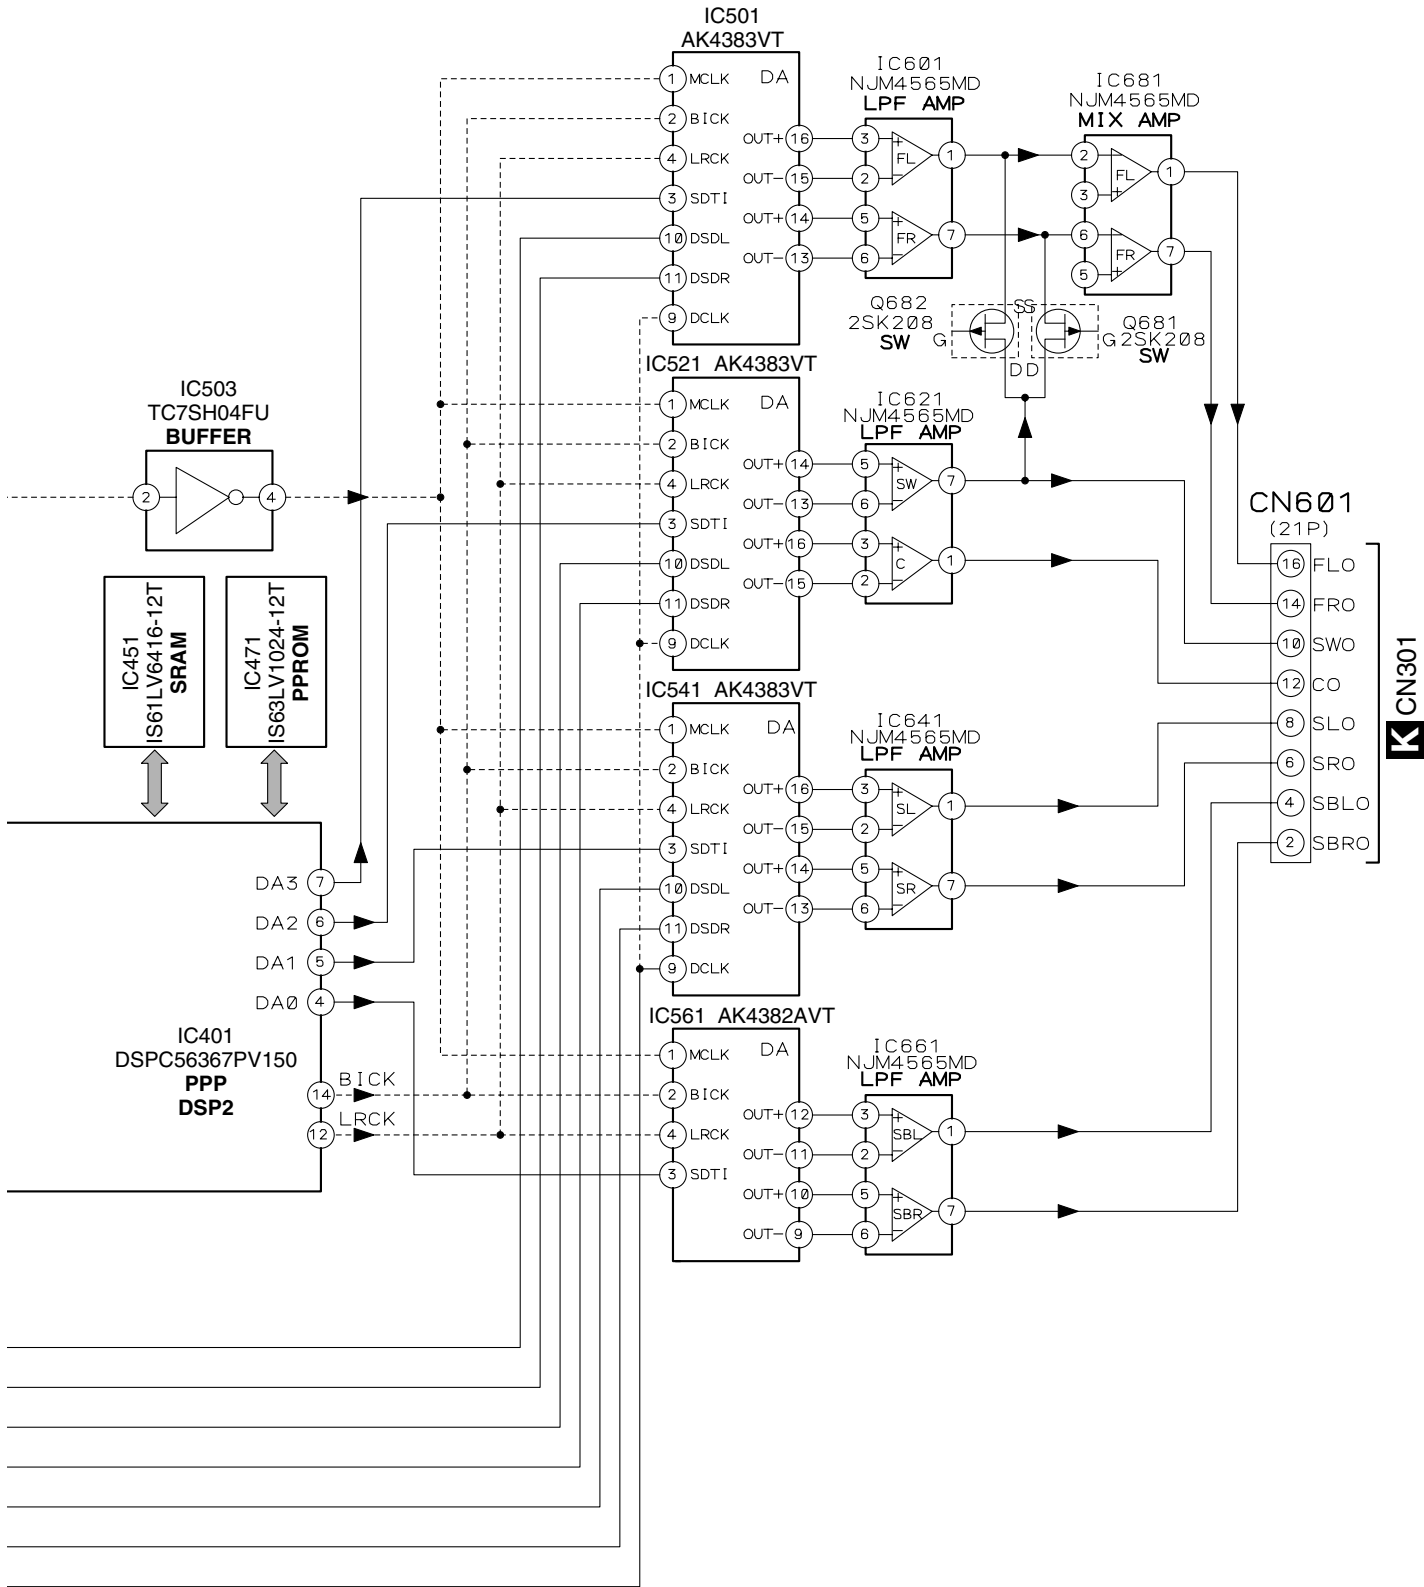 IC501
AK4383VT
1 MCLK DA
2 BICK
4 LRCK
3 SDTI
10 DSDL
11 DSDR
9 DCLK
OUT+ 16
OUT- 15
OUT+ 14
OUT- 13
IC601
NJM4565MD
LPF AMP
3 + FL 1
2 -
5 + FR 7
6 -
IC681
NJM4565MD
MIX AMP
2 - FL 1
3 +
6 - FR 7
5 +
Q682
2SK208
SW
G
S S
D D
Q681
G 2SK208
SW
IC503
TC7SH04FU
BUFFER
2 4
IC521 AK4383VT
1 MCLK DA
2 BICK
4 LRCK
3 SDTI
10 DSDL
11 DSDR
9 DCLK
OUT+ 14
OUT- 13
OUT+ 16
OUT- 15
IC621
NJM4565MD
LPF AMP
5 + SW 7
6 -
3 + C 1
2 -
CN601
(21P)
16 FLO
14 FRO
10 SWO
12 CO
8 SLO
6 SRO
4 SBLO
2 SBRO
K CN301
IC451
IS61LV6416-12T
SRAM
IC471
IS63LV1024-12T
PPROM
IC541 AK4383VT
1 MCLK DA
2 BICK
4 LRCK
3 SDTI
10 DSDL
11 DSDR
9 DCLK
OUT+ 16
OUT- 15
OUT+ 14
OUT- 13
IC641
NJM4565MD
LPF AMP
3 + SL 1
2 -
5 + SR 7
6 -
DA3 7
DA2 6
DA1 5
DA0 4
IC401
DSPC56367PV150
PPP
DSP2
14 BICK
12 LRCK
IC561 AK4382AVT
1 MCLK DA
2 BICK
4 LRCK
3 SDTI
OUT+ 12
OUT- 11
OUT+ 10
OUT- 9
IC661
NJM4565MD
LPF AMP
3 + SBL 1
2 -
5 + SBR 7
6 -